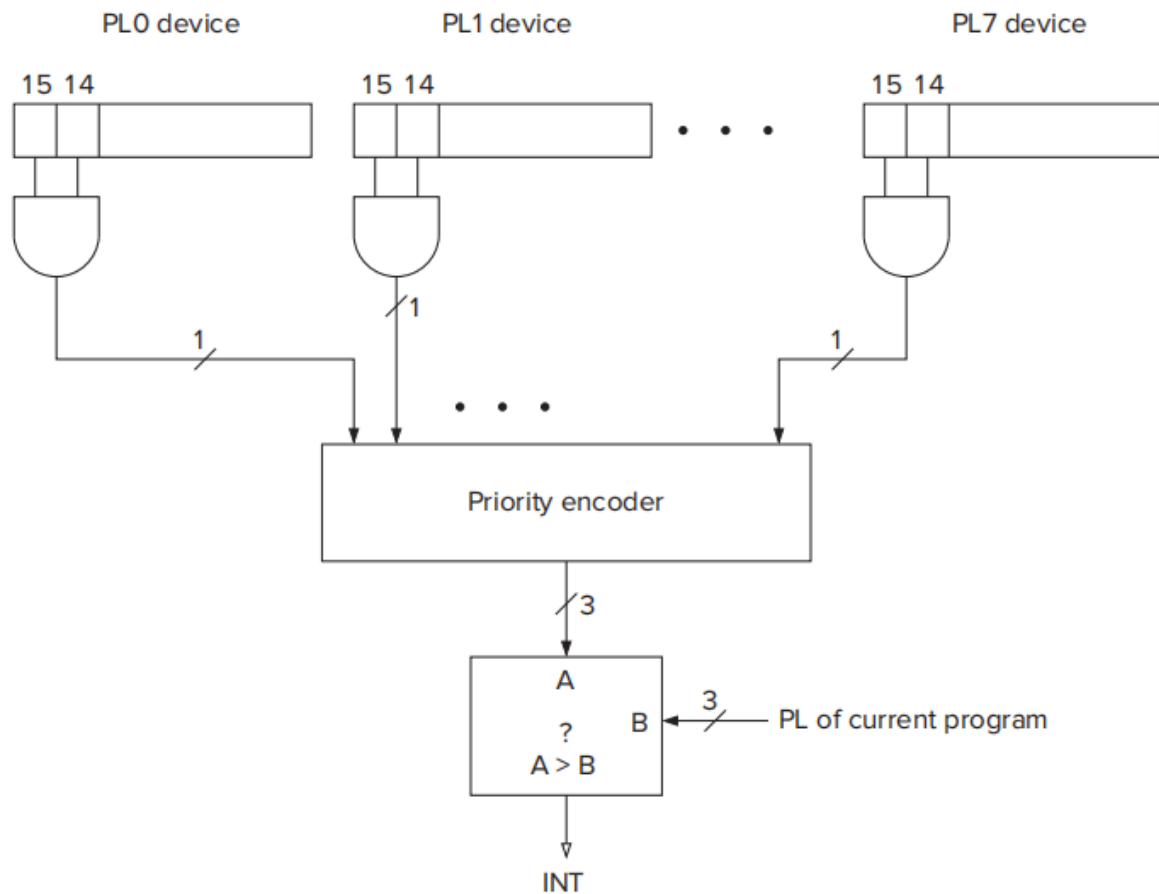 PL0 device
PL1 device
PL7 device
15 14
15 14
15 14
1
1
1
Priority encoder
3
A
B
3
PL of current program
?
A > B
INT